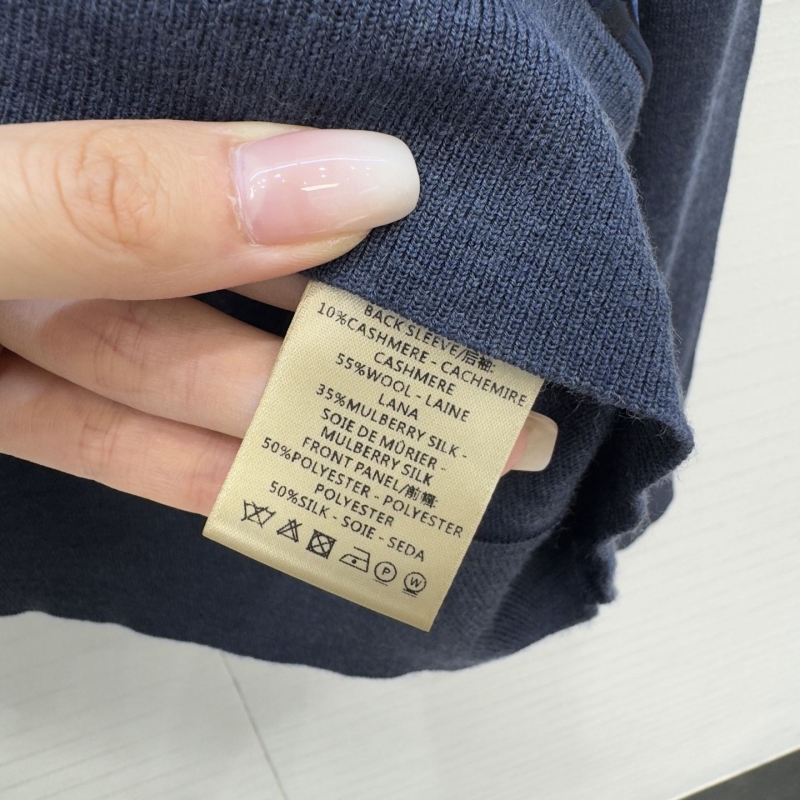 BACK SLEEVE/后袖:
10%CASHMERE - CACHEMIRE
CASHMERE
55%WOOL - LAINE
LANA
35%MULBERRY SILK -
SOIE DE MÛRIER -
MULBERRY SILK
FRONT PANEL/前幅:
50%POLYESTER - POLYESTER
POLYESTER
50%SILK - SOIE - SEDA
P
W